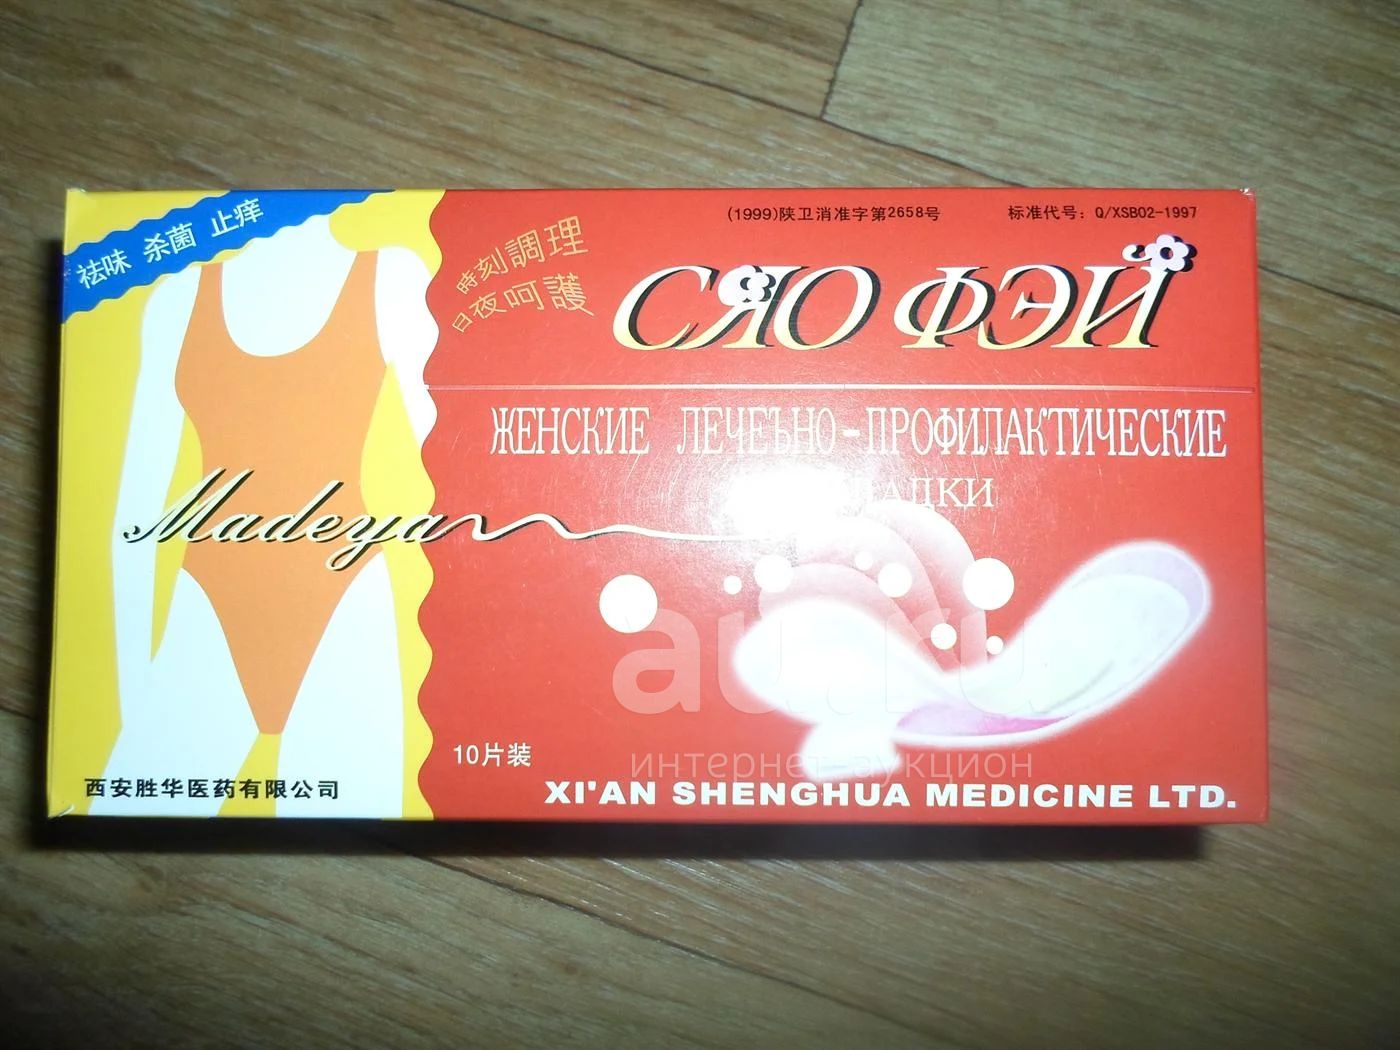 祛味 杀菌 止痒
時刻調理
日夜呵護
(1999)陕卫消准字第2658号
标准代号：Q/XSB02-1997
СЯО ФЭЙ
ЖЕНСКИЕ ЛЕЧЕЪНО-ПРОФИЛАКТИЧЕСКИЕ
Madeya
au.ru
интернет аукцион
10片装
西安胜华医药有限公司
XI'AN SHENGHUA MEDICINE LTD.